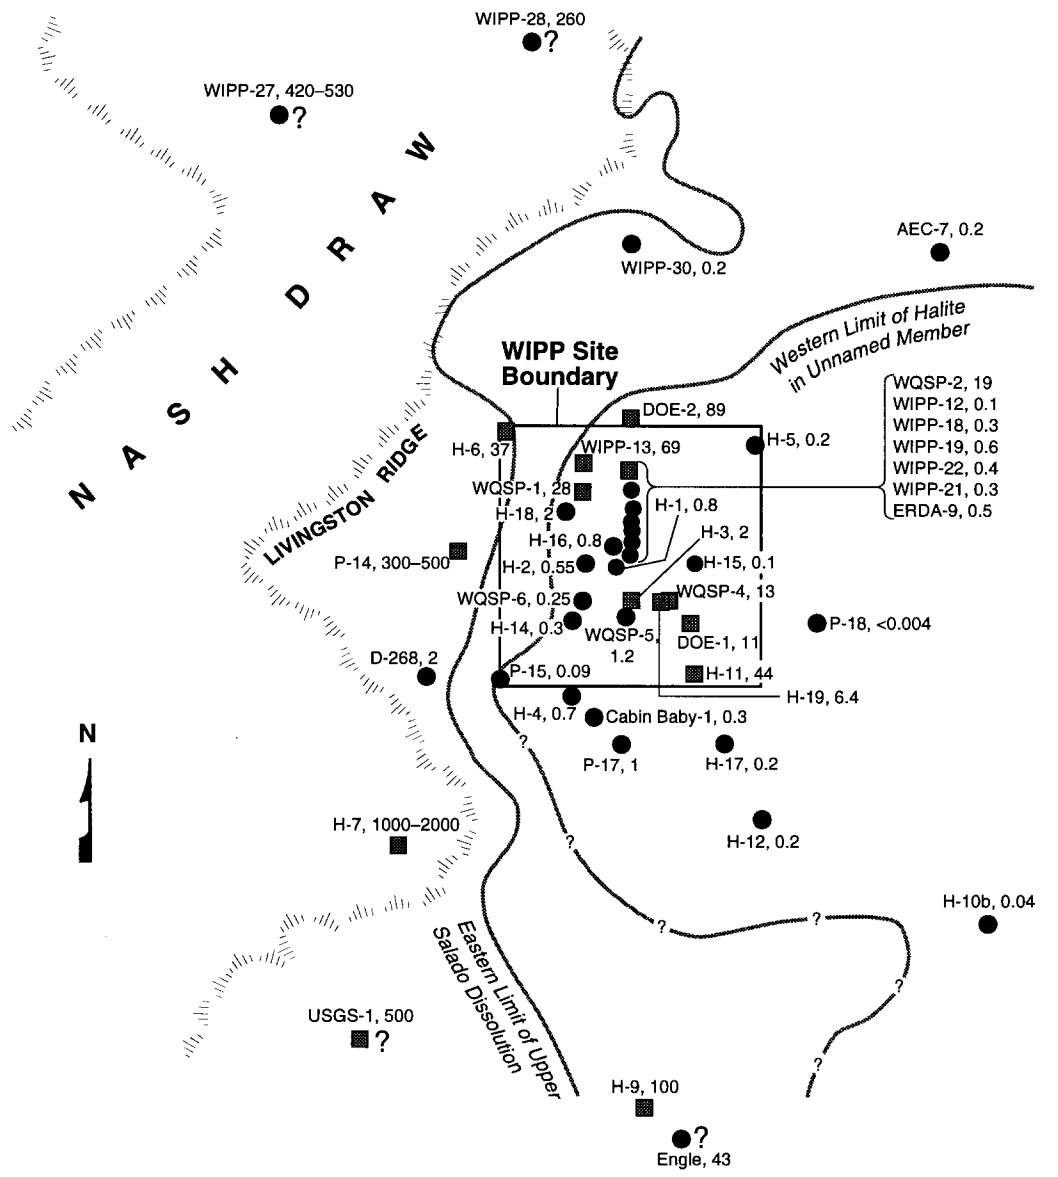 WIPP-28, 260
?
WIPP-27, 420–530
?
NASH DRAW
AEC-7, 0.2
WIPP-30, 0.2
Western Limit of Halite
in Unnamed Member
WIPP Site
Boundary
WQSP-2, 19
WIPP-12, 0.1
WIPP-18, 0.3
WIPP-19, 0.6
WIPP-22, 0.4
WIPP-21, 0.3
ERDA-9, 0.5
DOE-2, 89
LIVINGSTON RIDGE
H-6, 37
WIPP-13, 69
H-5, 0.2
WQSP-1, 28
H-18, 2
H-1, 0.8
H-16, 0.8
H-3, 2
P-14, 300–500
H-2, 0.55
H-15, 0.1
WQSP-6, 0.25
WQSP-4, 13
H-14, 0.3
WQSP-5,
1.2
DOE-1, 11
P-18, <0.004
D-268, 2
P-15, 0.09
H-11, 44
H-19, 6.4
H-4, 0.7
Cabin Baby-1, 0.3
N
?
P-17, 1
H-17, 0.2
H-7, 1000–2000
?
H-12, 0.2
H-10b, 0.04
?
?
Eastern Limit of Upper
Salado Dissolution
?
USGS-1, 500
?
?
H-9, 100
?
Engle, 43